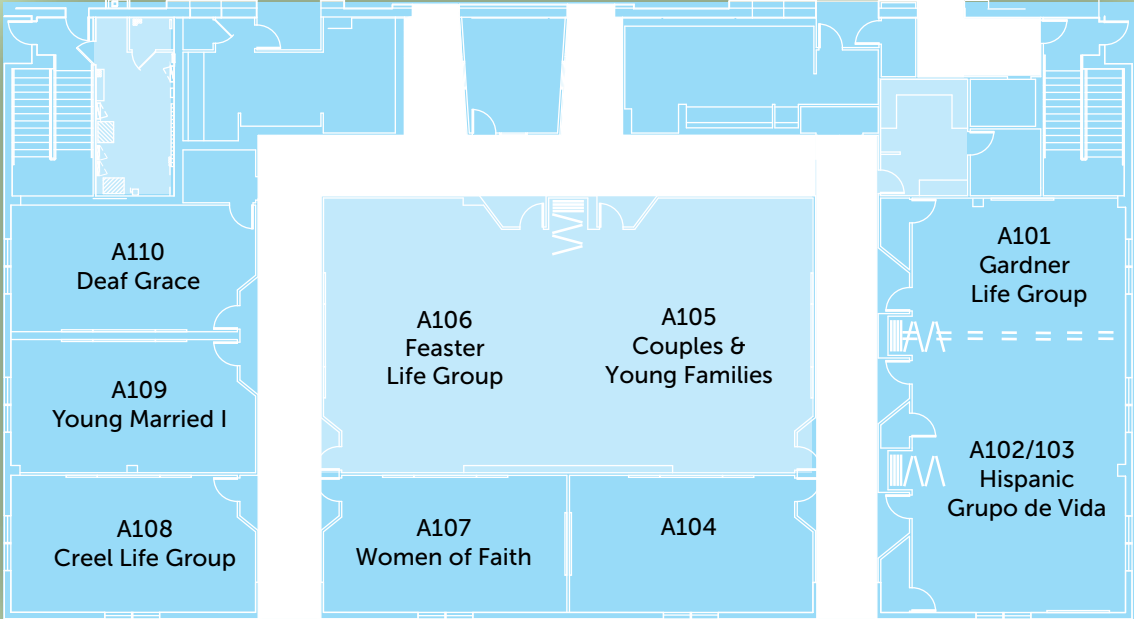 A110
Deaf Grace
A109
Young Married I
A108
Creel Life Group
A106
Feaster
Life Group
A105
Couples &
Young Families
A107
Women of Faith
A104
A101
Gardner
Life Group
A102/103
Hispanic
Grupo de Vida